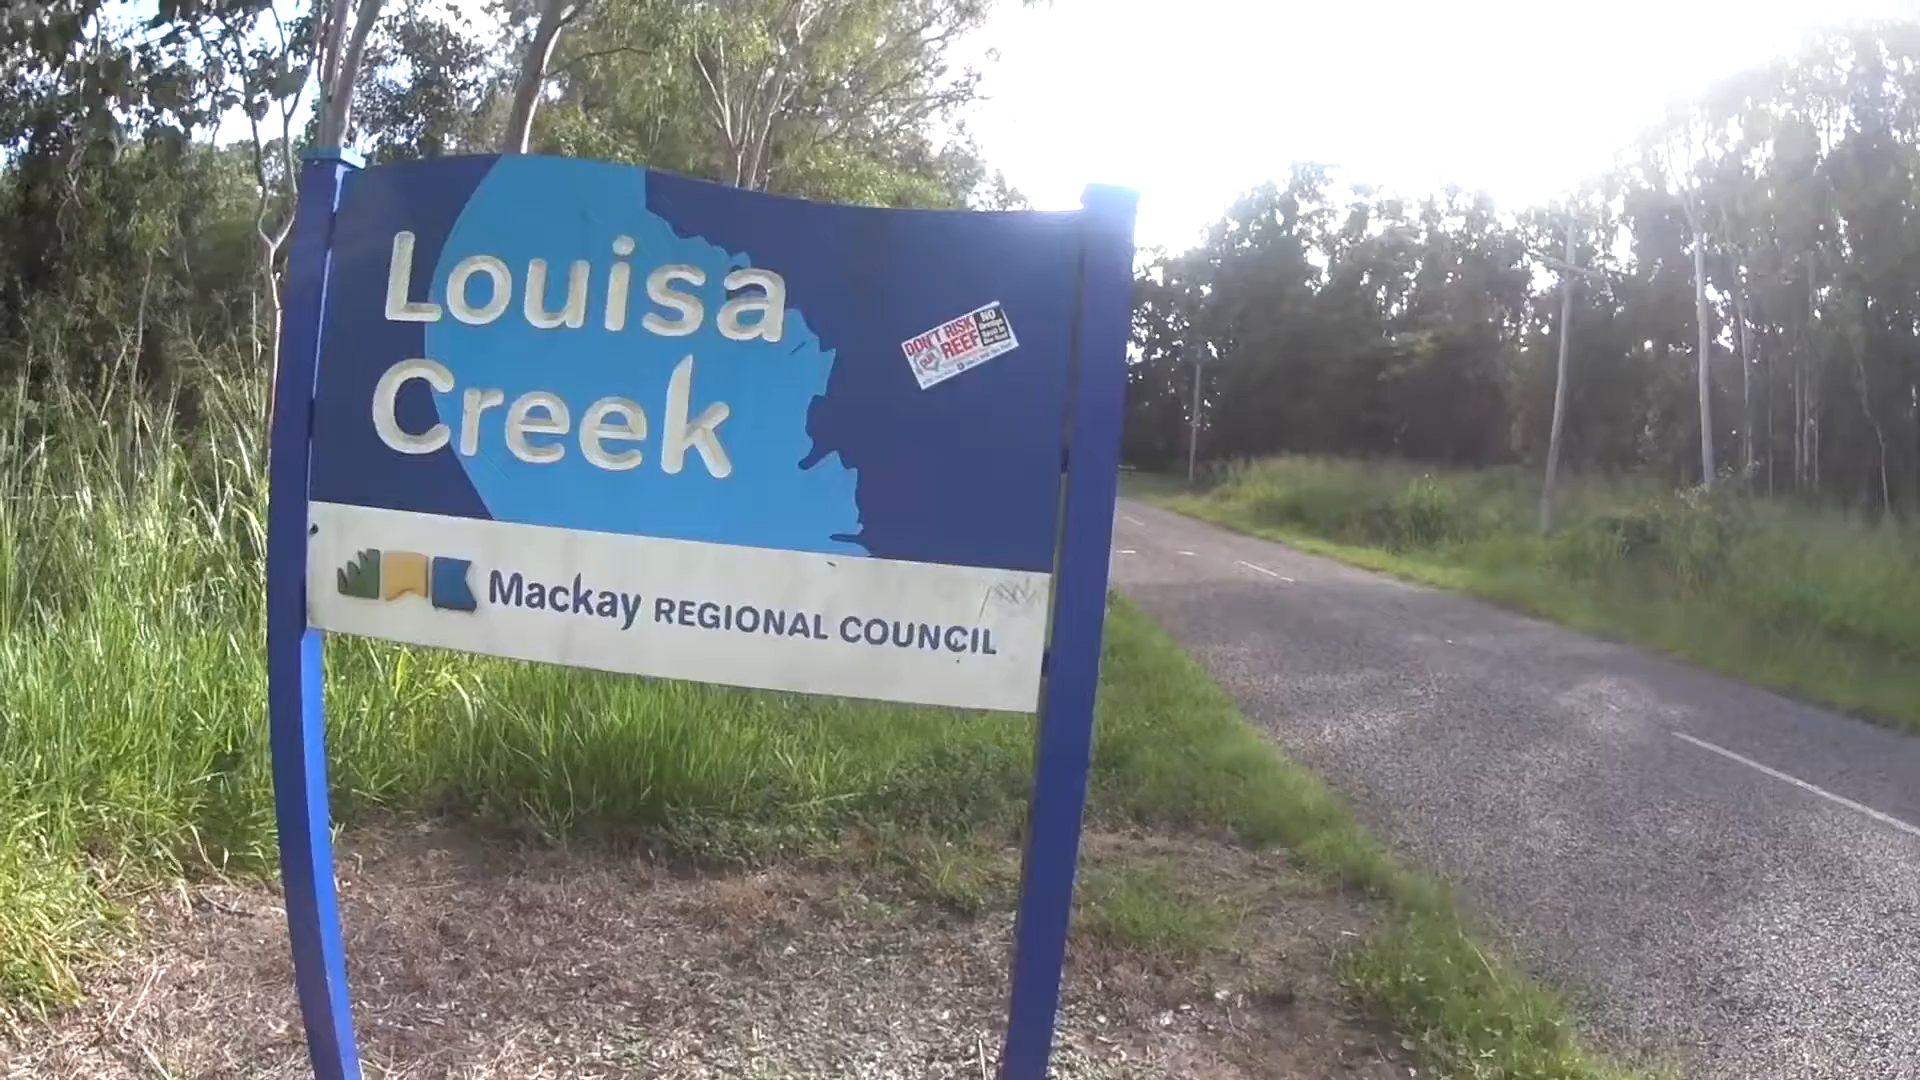 Louisa
Creek
DON'T RISK
REEF
NO
Mackay REGIONAL COUNCIL